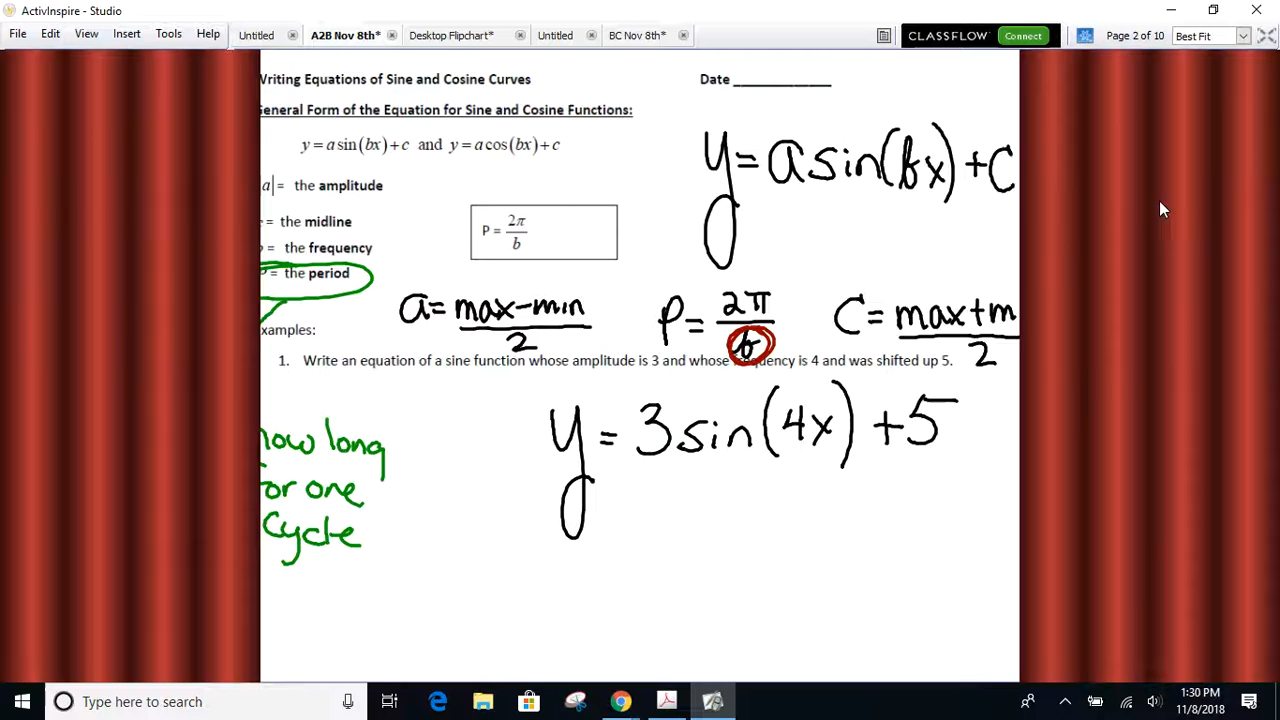 ActivInspire - Studio
File Edit View Insert Tools Help
Untitled A2B Nov 8th* Desktop Flipchart* Untitled BC Nov 8th*
CLASSFLOW Connect
Page 2 of 10 Best Fit
Writing Equations of Sine and Cosine Curves Date ______________
General Form of the Equation for Sine and Cosine Functions:
y = a sin(bx) + c and y = a cos(bx) + c
y = a sin(bx) + C
a| = the amplitude
= the midline
= the frequency
P = 2π/b
P = the period
a = max-min/2 P = 2π/b C = max+m/2
xamples:
1. Write an equation of a sine function whose amplitude is 3 and whose frequency is 4 and was shifted up 5.
y = 3 sin(4x) + 5
how long
for one
Cycle
Type here to search
1:30 PM
11/8/2018